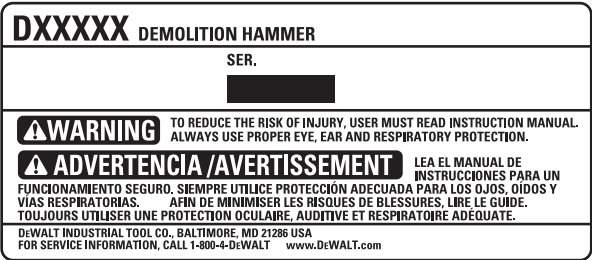 DXXXXX DEMOLITION HAMMER
SER.
WARNING TO REDUCE THE RISK OF INJURY, USER MUST READ INSTRUCTION MANUAL.
ALWAYS USE PROPER EYE, EAR AND RESPIRATORY PROTECTION.
ADVERTENCIA/AVERTISSEMENT LEA EL MANUAL DE
INSTRUCCIONES PARA UN
FUNCIONAMIENTO SEGURO. SIEMPRE UTILICE PROTECCIÓN ADECUADA PARA LOS OJOS, OÍDOS Y
VÍAS RESPIRATORIAS. AFIN DE MINIMISER LES RISQUES DE BLESSURES, LIRE LE GUIDE.
TOUJOURS UTILISER UNE PROTECTION OCULAIRE, AUDITIVE ET RESPIRATOIRE ADÉQUATE.
DEWALT INDUSTRIAL TOOL CO., BALTIMORE, MD 21286 USA
FOR SERVICE INFORMATION, CALL 1-800-4-DEWALT www.DEWALT.com